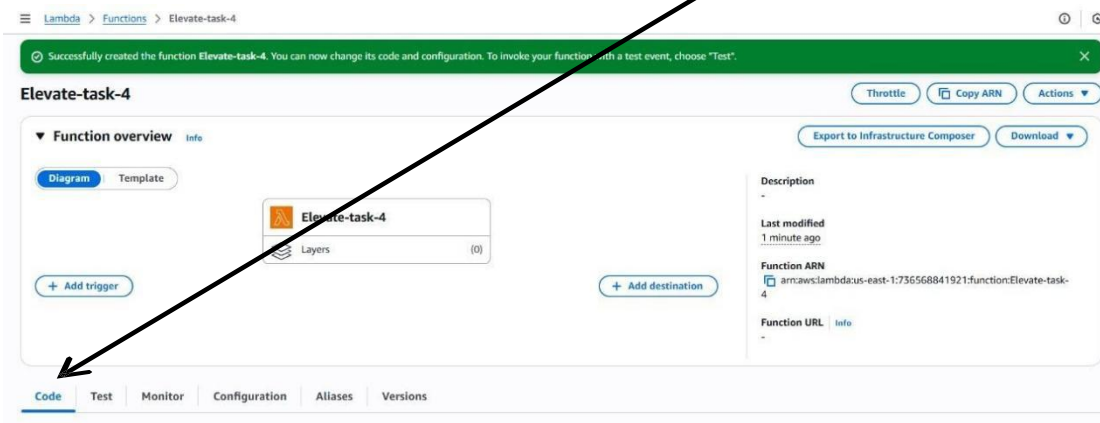 Lambda > Functions > Elevate-task-4
Successfully created the function Elevate-task-4. You can now change its code and configuration. To invoke your function with a test event, choose "Test".
Elevate-task-4
Throttle
Copy ARN
Actions
Function overview Info
Export to Infrastructure Composer
Download
Diagram
Template
Elevate-task-4
Layers (0)
+ Add trigger
+ Add destination
Description
-
Last modified
1 minute ago
Function ARN
arn:aws:lambda:us-east-1:736568841921:function:Elevate-task-
4
Function URL Info
-
Code Test Monitor Configuration Aliases Versions